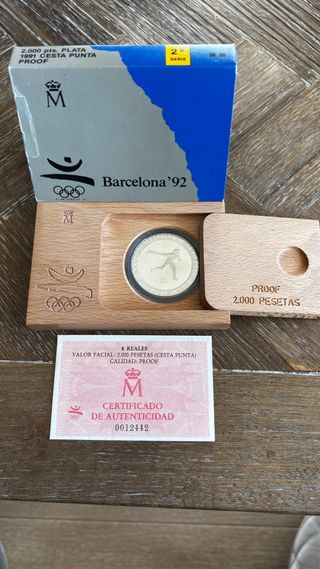 2.000 pts. PLATA
1991 CESTA PUNTA
PROOF
2ª
SERIE
M
Barcelona'92
M
PROOF
2.000 PESETAS
8 REALES
VALOR FACIAL: 2.000 PESETAS (CESTA PUNTA)
CALIDAD: PROOF
M
CERTIFICADO
DE AUTENTICIDAD
0012442